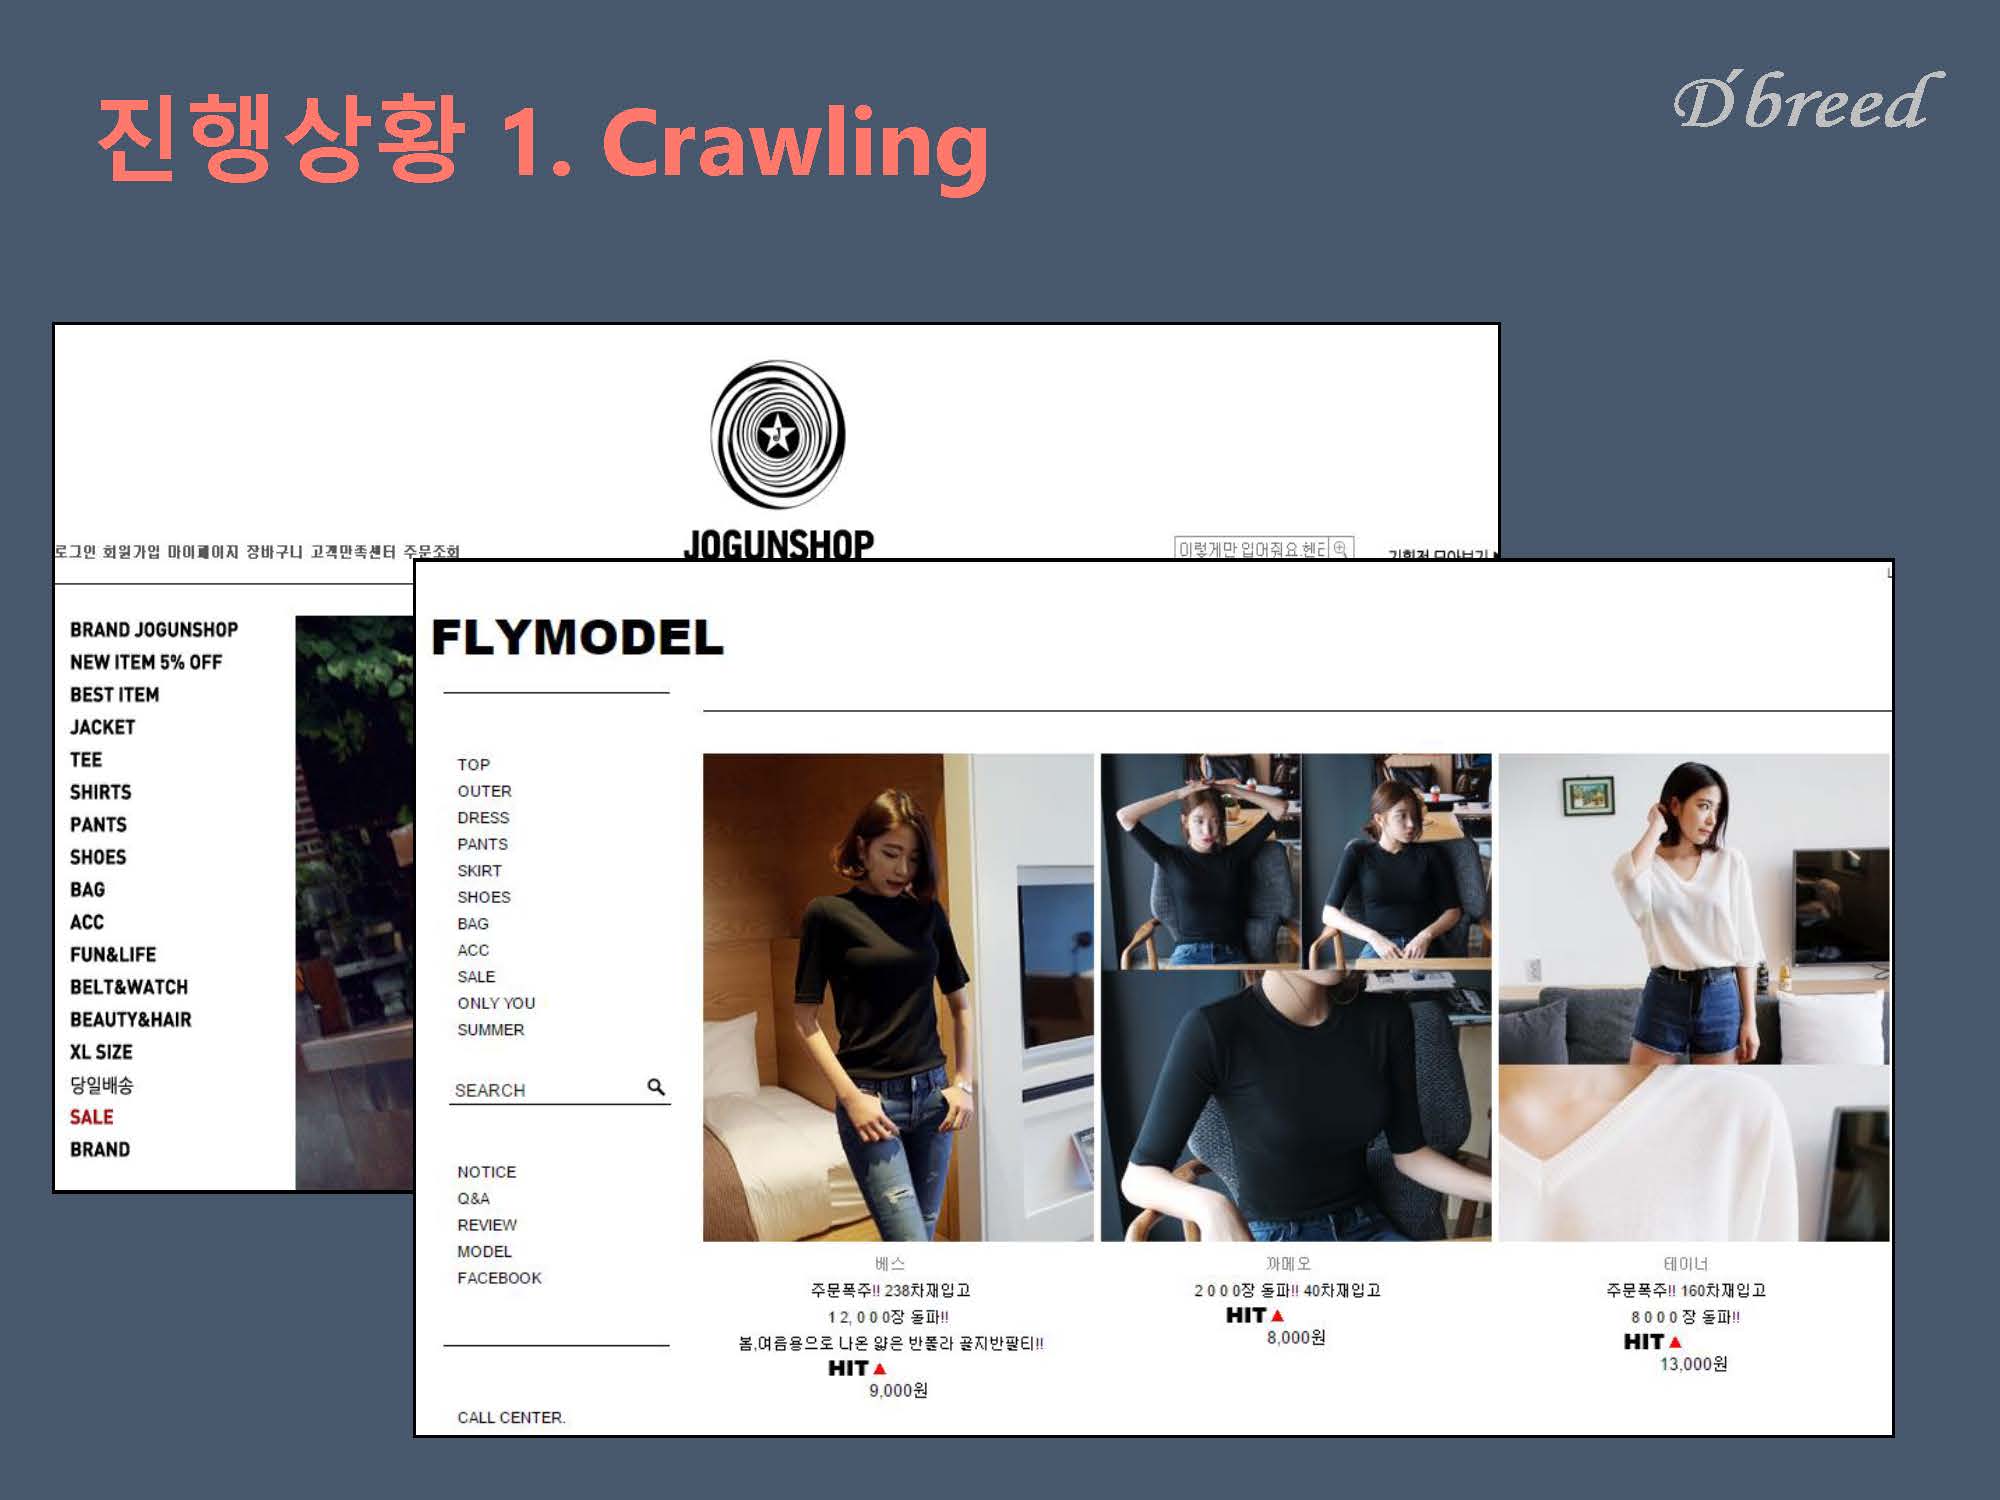 진행상황 1. Crawling
D'breed
JOGUNSHOP
로그인 회원가입 마이페이지 장바구니 고객만족센터 주문조회
이렇게만 입어줘요.헨티
기획전 모아보기
BRAND JOGUNSHOP
NEW ITEM 5% OFF
BEST ITEM
JACKET
TEE
SHIRTS
PANTS
SHOES
BAG
ACC
FUN&LIFE
BELT&WATCH
BEAUTY&HAIR
XL SIZE
당일배송
SALE
BRAND
FLYMODEL
TOP
OUTER
DRESS
PANTS
SKIRT
SHOES
BAG
ACC
SALE
ONLY YOU
SUMMER
SEARCH
NOTICE
Q&A
REVIEW
MODEL
FACEBOOK
CALL CENTER.
베스
주문폭주!! 238차재입고
12,000장 돌파!!
봄,여름용으로 나온 얇은 반폴라 골지반팔티!!
HIT▲
9,000원
까메오
2000장 돌파!! 40차재입고
HIT▲
8,000원
테이너
주문폭주!! 160차재입고
8000장 돌파!!
HIT▲
13,000원